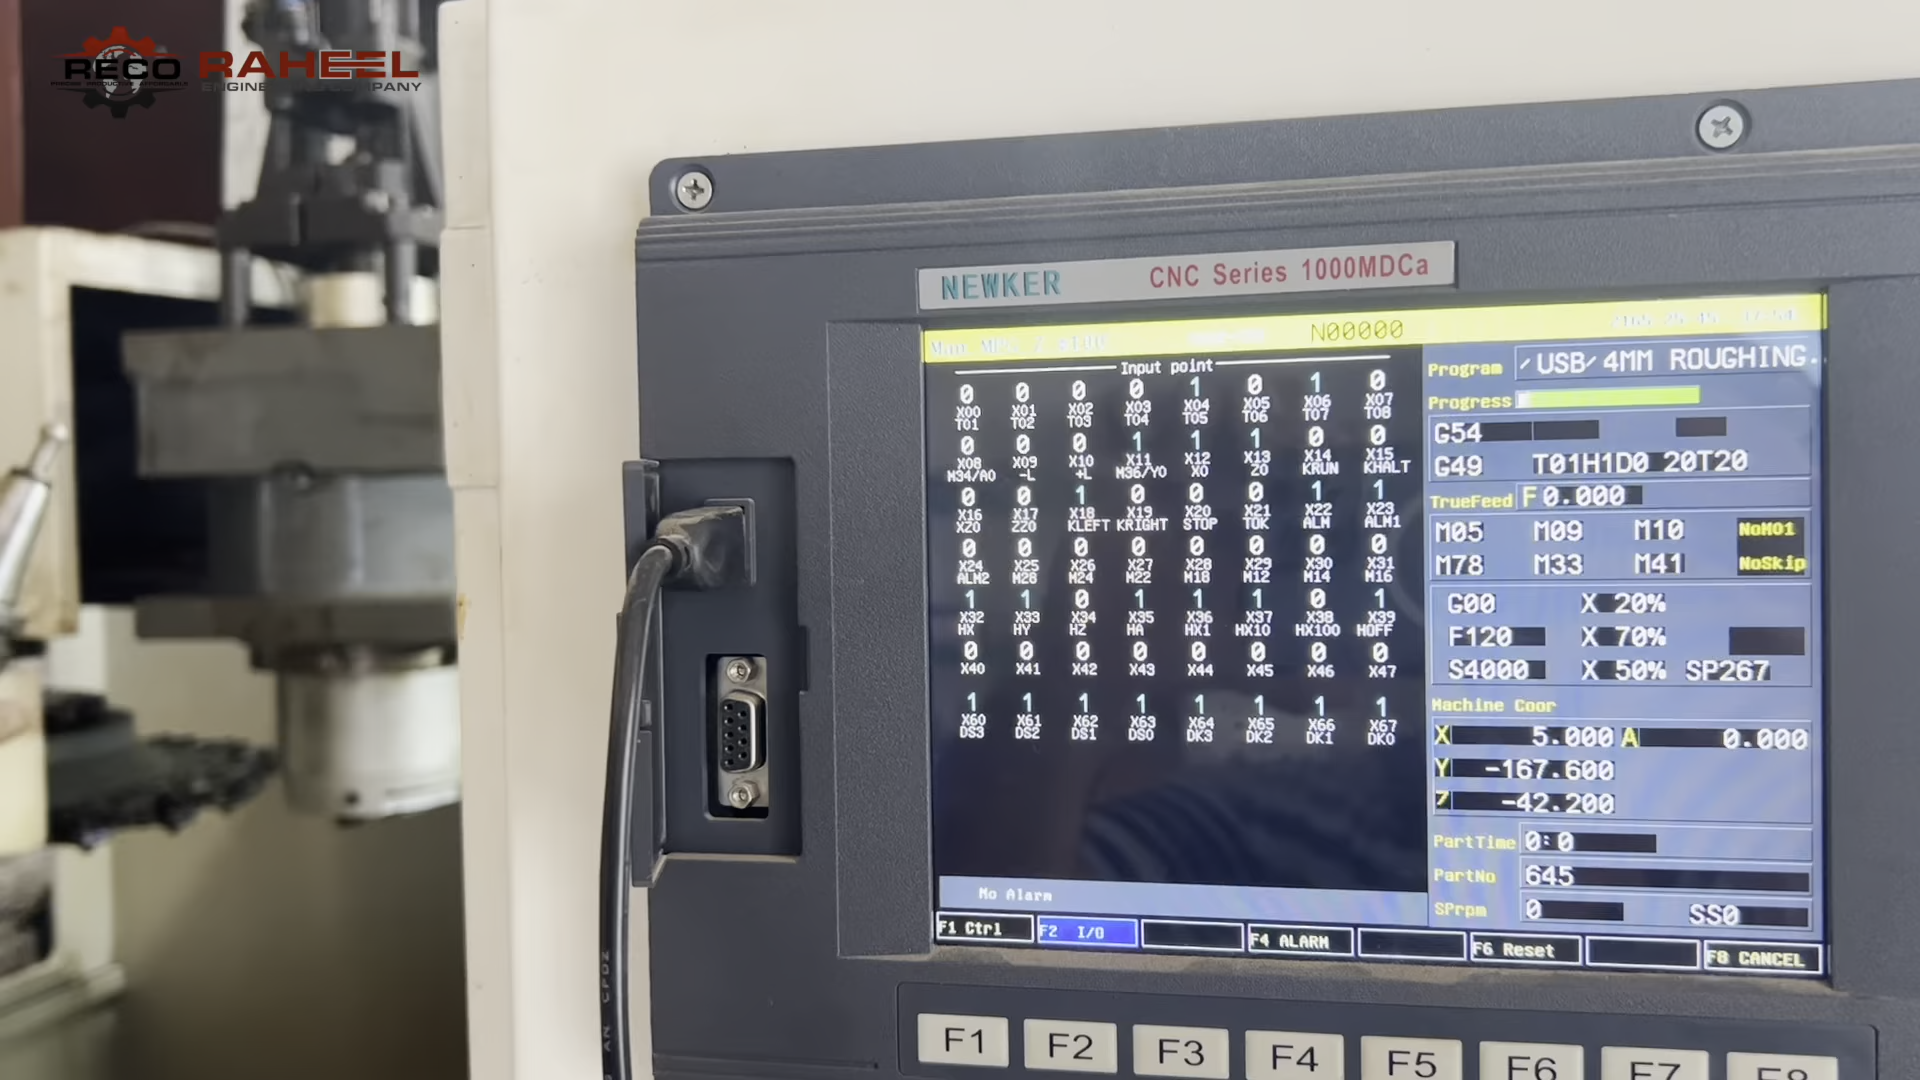 RECO RAHEEL
ENGINEERING COMPANY
NEWKER CNC Series 1000MDCa
N00000
Input point
0 0 0 0 1 0 1 0
X00 X01 X02 X03 X04 X05 X06 X07
T01 T02 T03 T04 T05 T06 T07 T08
0 0 0 1 1 1 0 0
X08 X09 X10 X11 X12 X13 X14 X15
M34/A0 -L +L M36/Y0 X0 Z0 KRUN KHALT
0 0 1 0 0 0 1 1
X16 X17 X18 X19 X20 X21 X22 X23
XZ0 ZZ0 KLEFT KRIGHT STOP TOK ALM ALM1
0 0 0 0 0 0 0 0
X24 X25 X26 X27 X28 X29 X30 X31
ALM2 M28 M24 M22 M18 M12 M14 M16
1 1 0 1 1 1 0 1
X32 X33 X34 X35 X36 X37 X38 X39
HX HY HZ HA HX1 HX10 HX100 HOFF
0 0 0 0 0 0 0 0
X40 X41 X42 X43 X44 X45 X46 X47
1 1 1 1 1 1 1 1
X60 X61 X62 X63 X64 X65 X66 X67
DS3 DS2 DS1 DS0 DK3 DK2 DK1 DK0
No Alarm
F1 Ctrl F2 I/O F4 ALARM F6 Reset F8 CANCEL
Program /USB/4MM ROUGHING.
Progress
G54
G49 T01H1D0 20T20
TrueFeed F 0.000
M05 M09 M10 NoM01
M78 M33 M41 NoSkip
G00 X 20%
F120 X 70%
S4000 X 50% SP267
Machine Coor
X 5.000 A 0.000
Y -167.600
Z -42.200
PartTime 0:0
PartNo 645
SPrpm 0 SS0
F1 F2 F3 F4 F5 F6 F7 F8